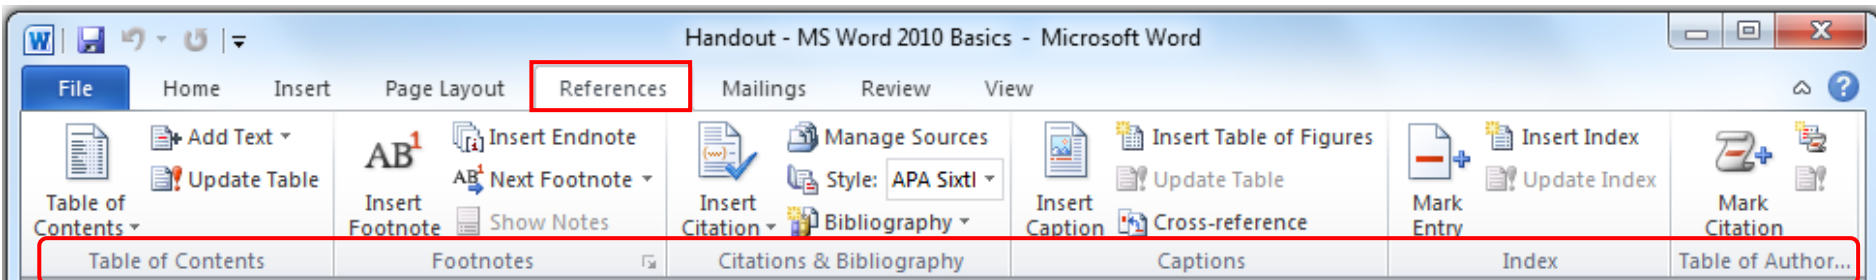 W
Handout - MS Word 2010 Basics - Microsoft Word
File Home Insert Page Layout References Mailings Review View
Table of
Contents
Add Text
Update Table
Table of Contents
AB1
Insert
Footnote
Insert Endnote
AB1 Next Footnote
Show Notes
Footnotes
Insert
Citation
Manage Sources
Style: APA Sixtl
Bibliography
Citations & Bibliography
Insert
Caption
Insert Table of Figures
Update Table
Cross-reference
Captions
Mark
Entry
Insert Index
Update Index
Index
Mark
Citation
Table of Author...